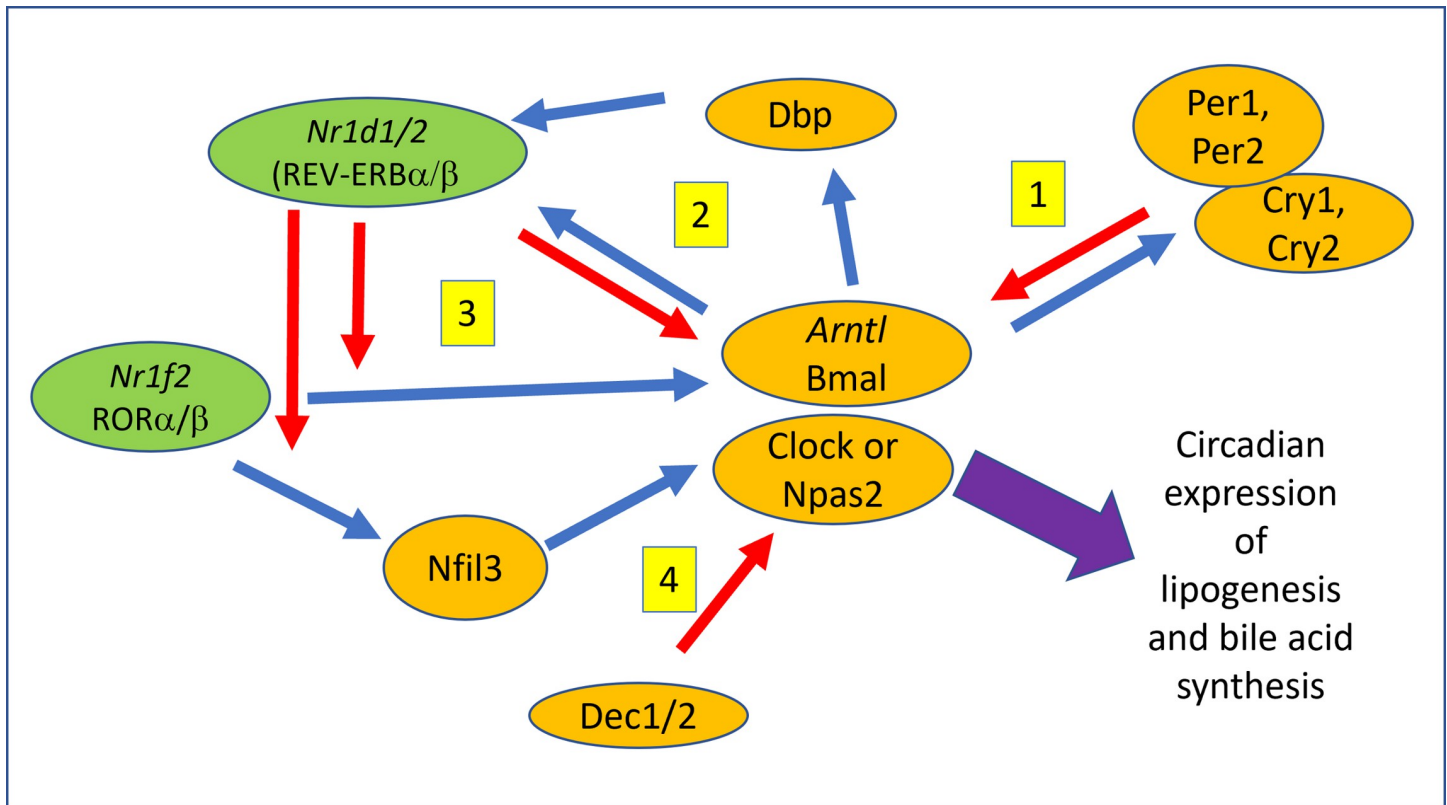 Nr1d1/2
(REV-ERBα/β
Dbp
Per1,
Per2
Cry1,
Cry2
1
2
3
Arntl
Bmal
Nr1f2
RORα/β
Clock or
Npas2
Nfil3
4
Dec1/2
Circadian
expression
of
lipogenesis
and bile acid
synthesis